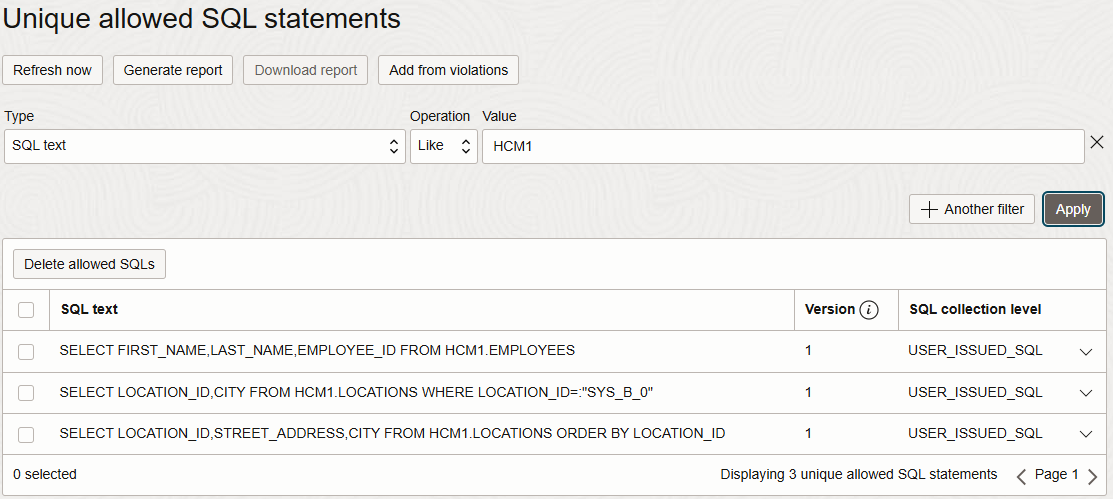 Unique allowed SQL statements
Refresh now Generate report Download report Add from violations
Type Operation Value
SQL text Like HCM1
Another filter Apply
Delete allowed SQLs
SQL text Version i SQL collection level
SELECT FIRST_NAME,LAST_NAME,EMPLOYEE_ID FROM HCM1.EMPLOYEES 1 USER_ISSUED_SQL
SELECT LOCATION_ID,CITY FROM HCM1.LOCATIONS WHERE LOCATION_ID=:"SYS_B_0" 1 USER_ISSUED_SQL
SELECT LOCATION_ID,STREET_ADDRESS,CITY FROM HCM1.LOCATIONS ORDER BY LOCATION_ID 1 USER_ISSUED_SQL
0 selected Displaying 3 unique allowed SQL statements Page 1